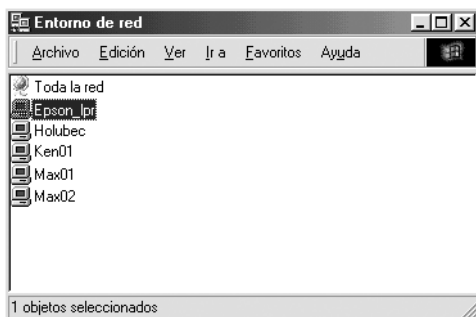 Entorno de red
Archivo Edición Ver Ir a Favoritos Ayuda
Toda la red
Epson_lpr
Holubec
Ken01
Max01
Max02
1 objetos seleccionados